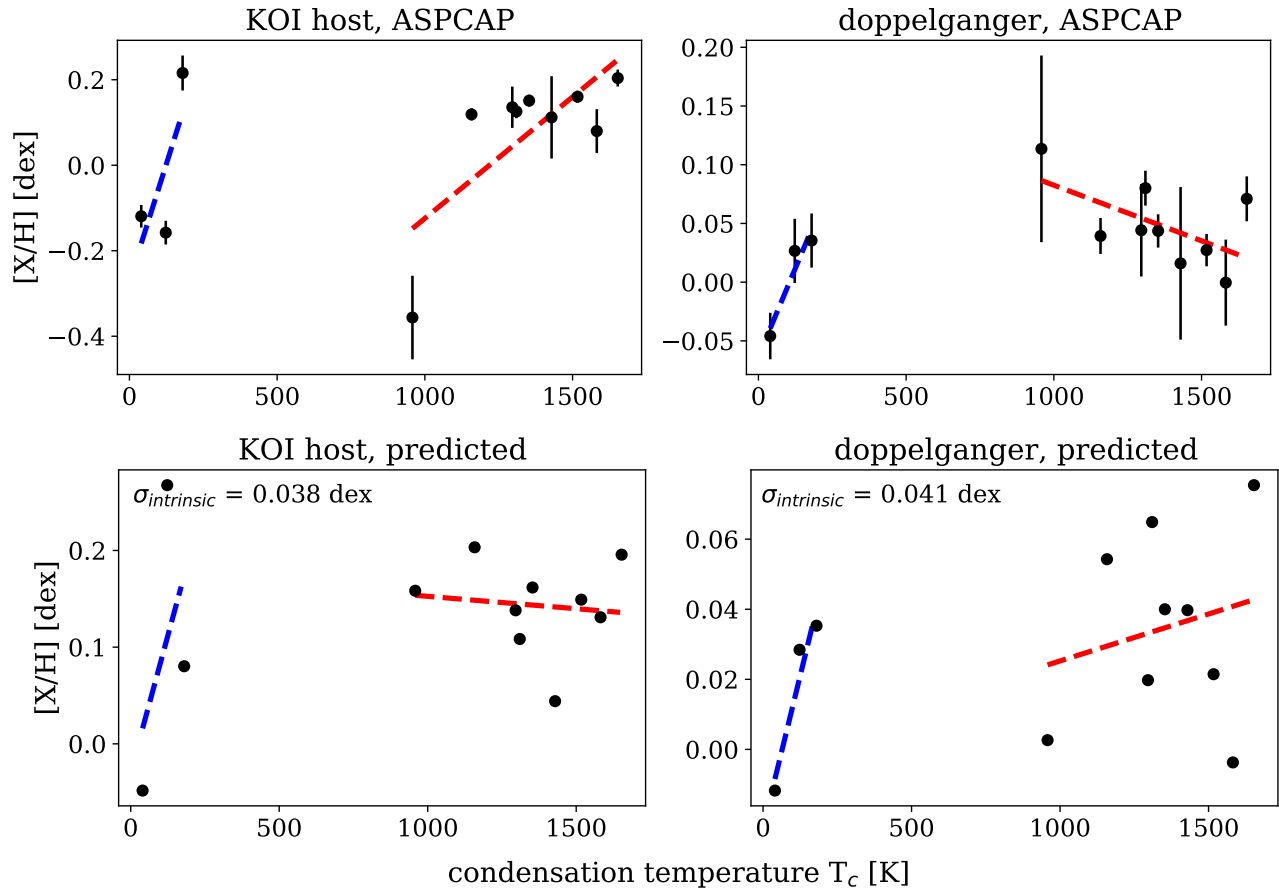 KOI host, ASPCAP
doppelganger, ASPCAP
[X/H] [dex]
0.2
0.0
−0.2
−0.4
0 500 1000 1500
0.20
0.15
0.10
0.05
0.00
−0.05
0 500 1000 1500
KOI host, predicted
doppelganger, predicted
σintrinsic = 0.038 dex
σintrinsic = 0.041 dex
[X/H] [dex]
0.2
0.1
0.0
0 500 1000 1500
0.06
0.04
0.02
0.00
0 500 1000 1500
condensation temperature Tc [K]